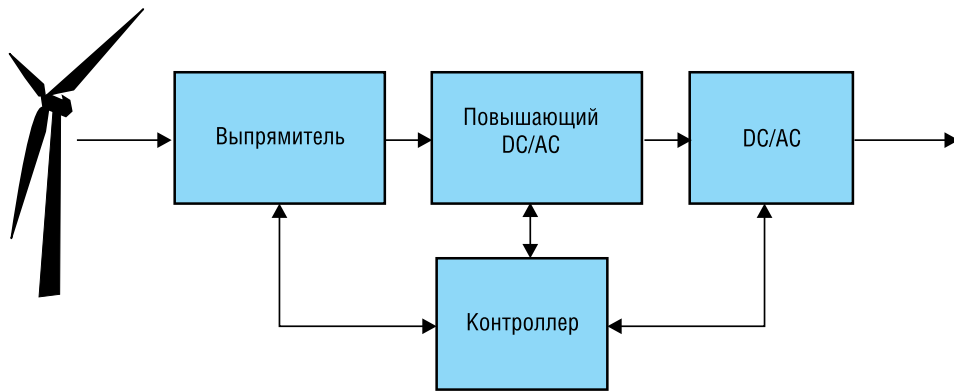 Выпрямитель
Повышающий
DC/AC
DC/AC
Контроллер